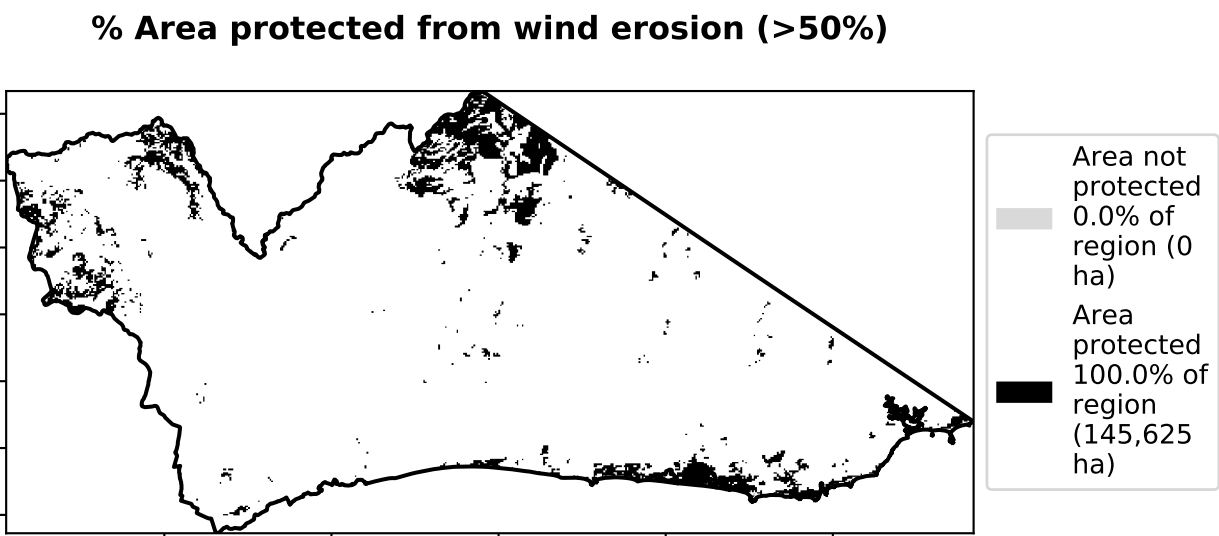 % Area protected from wind erosion (>50%)
Area not
protected
0.0% of
region (0
ha)
Area
protected
100.0% of
region
(145,625
ha)